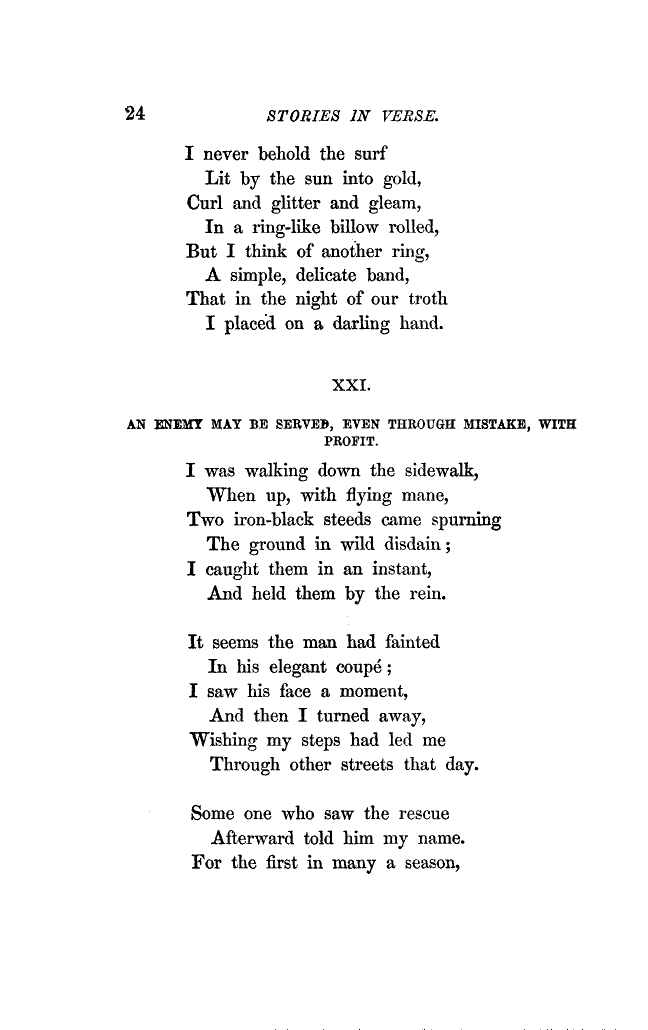 24 STORIES IN VERSE.
I never behold the surf
Lit by the sun into gold,
Curl and glitter and gleam,
In a ring-like billow rolled,
But I think of another ring,
A simple, delicate band,
That in the night of our troth
I placed on a darling hand.
XXI.
AN ENEMY MAY BE SERVED, EVEN THROUGH MISTAKE, WITH
PROFIT.
I was walking down the sidewalk,
When up, with flying mane,
Two iron-black steeds came spurning
The ground in wild disdain;
I caught them in an instant,
And held them by the rein.
It seems the man had fainted
In his elegant coupé;
I saw his face a moment,
And then I turned away,
Wishing my steps had led me
Through other streets that day.
Some one who saw the rescue
Afterward told him my name.
For the first in many a season,